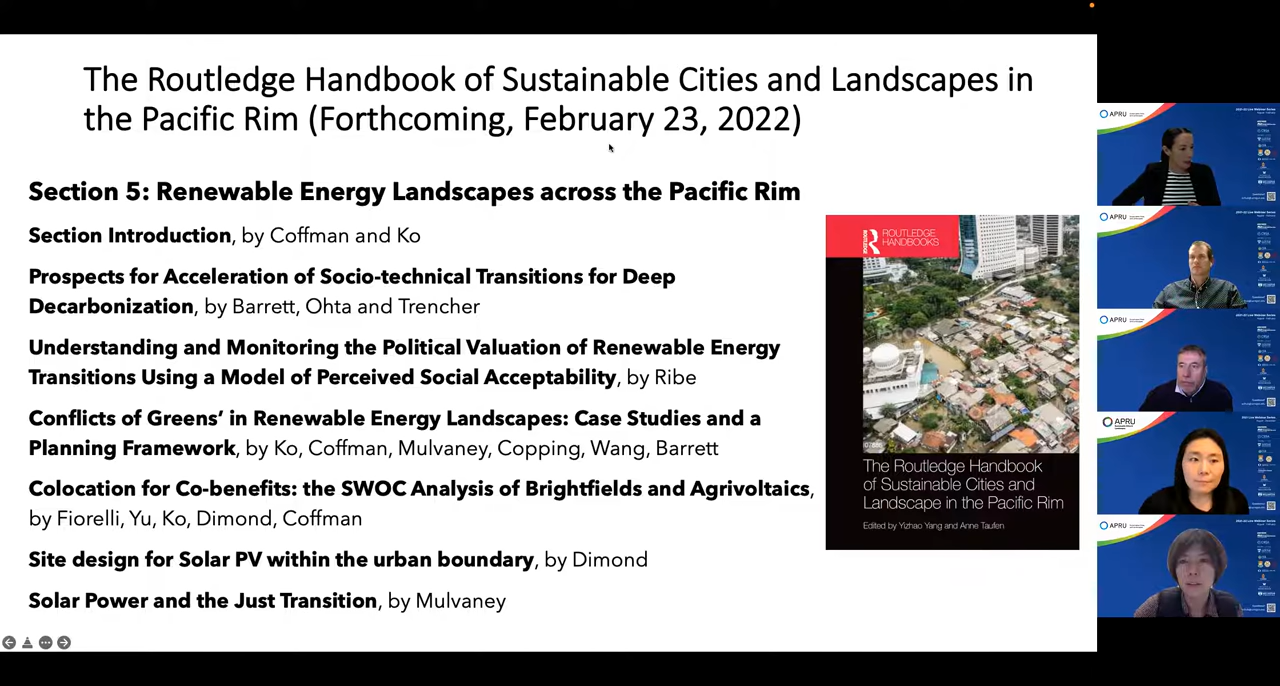 The Routledge Handbook of Sustainable Cities and Landscapes in
the Pacific Rim (Forthcoming, February 23, 2022)
Section 5: Renewable Energy Landscapes across the Pacific Rim
Section Introduction, by Coffman and Ko
Prospects for Acceleration of Socio-technical Transitions for Deep
Decarbonization, by Barrett, Ohta and Trencher
Understanding and Monitoring the Political Valuation of Renewable Energy
Transitions Using a Model of Perceived Social Acceptability, by Ribe
Conflicts of Greens’ in Renewable Energy Landscapes: Case Studies and a
Planning Framework, by Ko, Coffman, Mulvaney, Copping, Wang, Barrett
Colocation for Co-benefits: the SWOC Analysis of Brightfields and Agrivoltaics,
by Fiorelli, Yu, Ko, Dimond, Coffman
Site design for Solar PV within the urban boundary, by Dimond
Solar Power and the Just Transition, by Mulvaney
ROUTLEDGE
HANDBOOKS
The Routledge Handbook
of Sustainable Cities and
Landscape in the Pacific Rim
Edited by Yizhao Yang and Anne Taufen
APRU
APRU
APRU
APRU
APRU